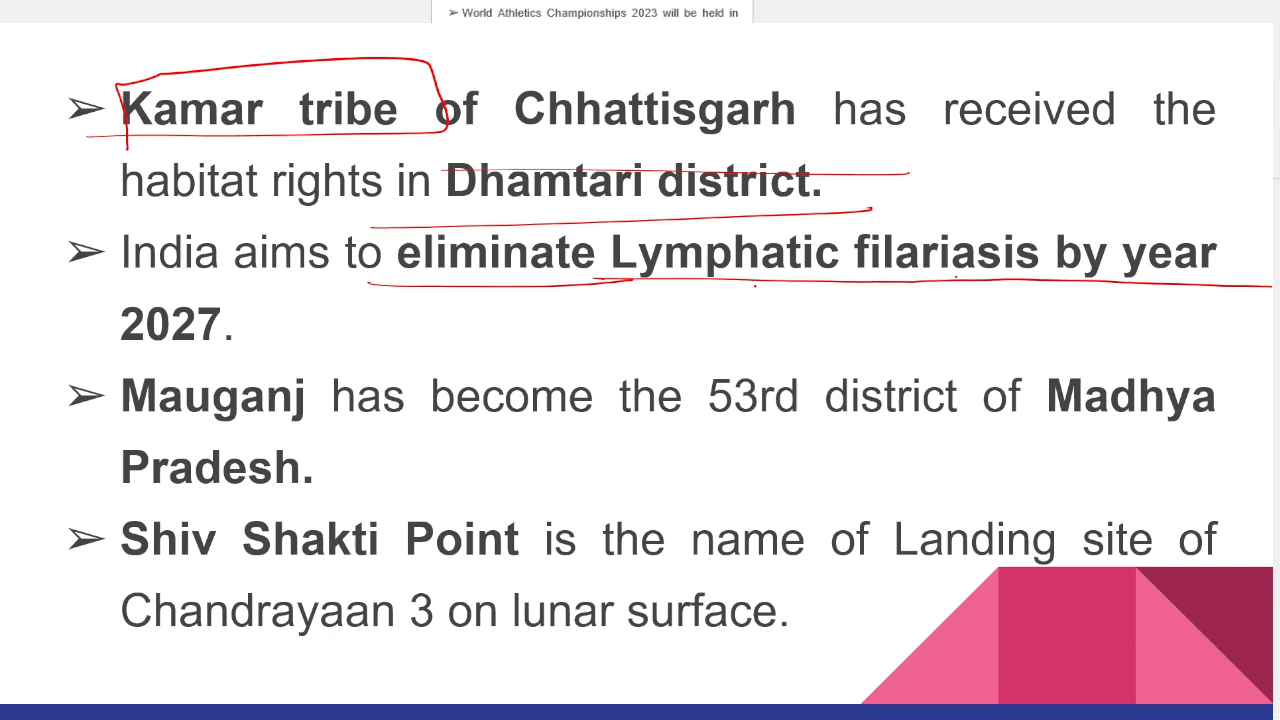 ➢ World Athletics Championships 2023 will be held in
➢ Kamar tribe of Chhattisgarh has received the
habitat rights in Dhamtari district.
➢ India aims to eliminate Lymphatic filariasis by year
2027.
➢ Mauganj has become the 53rd district of Madhya
Pradesh.
➢ Shiv Shakti Point is the name of Landing site of
Chandrayaan 3 on lunar surface.